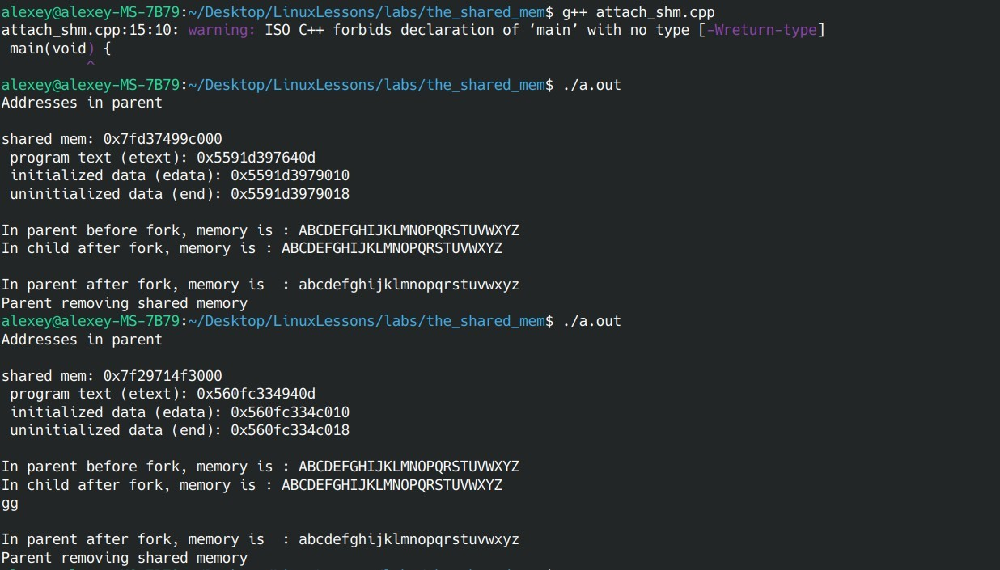 alexey@alexey-MS-7B79:~/Desktop/LinuxLessons/labs/the_shared_mem$ g++ attach_shm.cpp
attach_shm.cpp:15:10: warning: ISO C++ forbids declaration of ‘main’ with no type [-Wreturn-type]
 main(void) {
          ^
alexey@alexey-MS-7B79:~/Desktop/LinuxLessons/labs/the_shared_mem$ ./a.out
Addresses in parent

shared mem: 0x7fd37499c000
 program text (etext): 0x5591d397640d
 initialized data (edata): 0x5591d3979010
 uninitialized data (end): 0x5591d3979018

In parent before fork, memory is : ABCDEFGHIJKLMNOPQRSTUVWXYZ
In child after fork, memory is : ABCDEFGHIJKLMNOPQRSTUVWXYZ

In parent after fork, memory is  : abcdefghijklmnopqrstuvwxyz
Parent removing shared memory
alexey@alexey-MS-7B79:~/Desktop/LinuxLessons/labs/the_shared_mem$ ./a.out
Addresses in parent

shared mem: 0x7f29714f3000
 program text (etext): 0x560fc334940d
 initialized data (edata): 0x560fc334c010
 uninitialized data (end): 0x560fc334c018

In parent before fork, memory is : ABCDEFGHIJKLMNOPQRSTUVWXYZ
In child after fork, memory is : ABCDEFGHIJKLMNOPQRSTUVWXYZ
gg

In parent after fork, memory is  : abcdefghijklmnopqrstuvwxyz
Parent removing shared memory